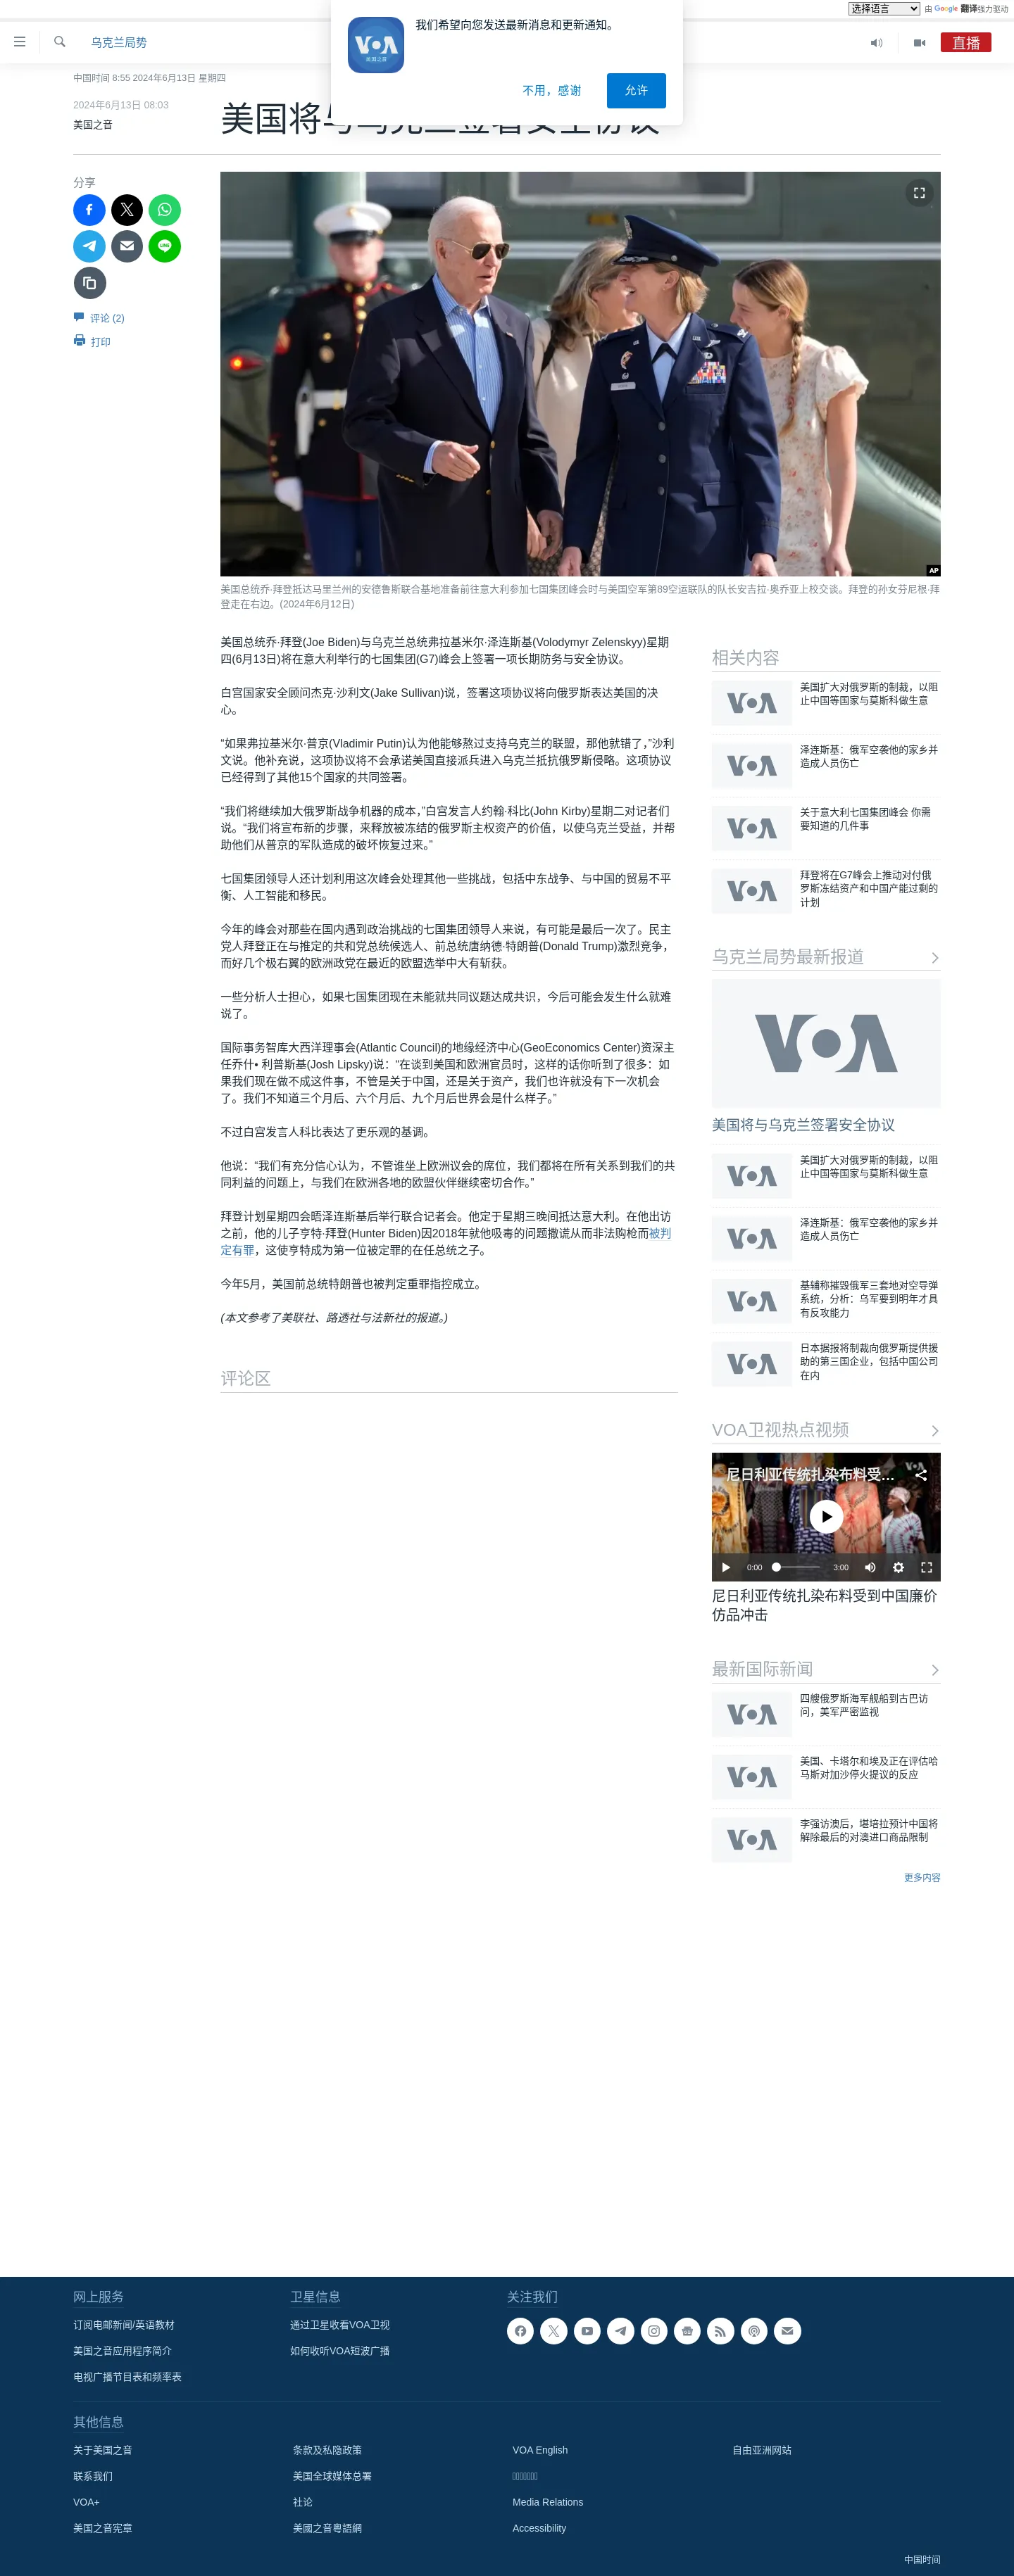 选择语言 由 Google 翻译强力驱动
我们希望向您发送最新消息和更新通知。
VOA
美国之音
不用，感谢 允许
乌克兰局势
直播
中国时间 8:55 2024年6月13日 星期四
2024年6月13日 08:03
美国之音
美国将与乌克兰签署安全协议
分享
评论 (2)
打印
AP
美国总统乔·拜登抵达马里兰州的安德鲁斯联合基地准备前往意大利参加七国集团峰会时与美国空军第89空运联队的队长安吉拉·奥乔亚上校交谈。拜登的孙女芬尼根·拜
登走在右边。(2024年6月12日)
美国总统乔·拜登(Joe Biden)与乌克兰总统弗拉基米尔·泽连斯基(Volodymyr Zelenskyy)星期
四(6月13日)将在意大利举行的七国集团(G7)峰会上签署一项长期防务与安全协议。
白宫国家安全顾问杰克·沙利文(Jake Sullivan)说，签署这项协议将向俄罗斯表达美国的决
心。
“如果弗拉基米尔·普京(Vladimir Putin)认为他能够熬过支持乌克兰的联盟，那他就错了，”沙利
文说。他补充说，这项协议将不会承诺美国直接派兵进入乌克兰抵抗俄罗斯侵略。这项协议
已经得到了其他15个国家的共同签署。
“我们将继续加大俄罗斯战争机器的成本，”白宫发言人约翰·科比(John Kirby)星期二对记者们
说。“我们将宣布新的步骤，来释放被冻结的俄罗斯主权资产的价值，以使乌克兰受益，并帮
助他们从普京的军队造成的破坏恢复过来。”
七国集团领导人还计划利用这次峰会处理其他一些挑战，包括中东战争、与中国的贸易不平
衡、人工智能和移民。
今年的峰会对那些在国内遇到政治挑战的七国集团领导人来说，有可能是最后一次了。民主
党人拜登正在与推定的共和党总统候选人、前总统唐纳德·特朗普(Donald Trump)激烈竞争，
而好几个极右翼的欧洲政党在最近的欧盟选举中大有斩获。
一些分析人士担心，如果七国集团现在未能就共同议题达成共识，今后可能会发生什么就难
说了。
国际事务智库大西洋理事会(Atlantic Council)的地缘经济中心(GeoEconomics Center)资深主
任乔什• 利普斯基(Josh Lipsky)说：“在谈到美国和欧洲官员时，这样的话你听到了很多：如
果我们现在做不成这件事，不管是关于中国，还是关于资产，我们也许就没有下一次机会
了。我们不知道三个月后、六个月后、九个月后世界会是什么样子。”
不过白宫发言人科比表达了更乐观的基调。
他说：“我们有充分信心认为，不管谁坐上欧洲议会的席位，我们都将在所有关系到我们的共
同利益的问题上，与我们在欧洲各地的欧盟伙伴继续密切合作。”
拜登计划星期四会晤泽连斯基后举行联合记者会。他定于星期三晚间抵达意大利。在他出访
之前，他的儿子亨特·拜登(Hunter Biden)因2018年就他吸毒的问题撒谎从而非法购枪而被判
定有罪，这使亨特成为第一位被定罪的在任总统之子。
今年5月，美国前总统特朗普也被判定重罪指控成立。
(本文参考了美联社、路透社与法新社的报道。)
评论区
相关内容
VOA
美国扩大对俄罗斯的制裁，以阻
止中国等国家与莫斯科做生意
VOA
泽连斯基：俄军空袭他的家乡并
造成人员伤亡
VOA
关于意大利七国集团峰会 你需
要知道的几件事
VOA
拜登将在G7峰会上推动对付俄
罗斯冻结资产和中国产能过剩的
计划
乌克兰局势最新报道
VOA
美国将与乌克兰签署安全协议
VOA
美国扩大对俄罗斯的制裁，以阻
止中国等国家与莫斯科做生意
VOA
泽连斯基：俄军空袭他的家乡并
造成人员伤亡
VOA
基辅称摧毁俄军三套地对空导弹
系统，分析：乌军要到明年才具
有反攻能力
VOA
日本据报将制裁向俄罗斯提供援
助的第三国企业，包括中国公司
在内
VOA卫视热点视频
尼日利亚传统扎染布料受...
VOA
0:00 3:00
尼日利亚传统扎染布料受到中国廉价
仿品冲击
最新国际新闻
VOA
四艘俄罗斯海军舰船到古巴访
问，美军严密监视
VOA
美国、卡塔尔和埃及正在评估哈
马斯对加沙停火提议的反应
VOA
李强访澳后，堪培拉预计中国将
解除最后的对澳进口商品限制
更多内容
网上服务
订阅电邮新闻/英语教材
美国之音应用程序简介
电视广播节目表和频率表
卫星信息
通过卫星收看VOA卫视
如何收听VOA短波广播
关注我们
其他信息
关于美国之音
联系我们
VOA+
美国之音宪章
条款及私隐政策
美国全球媒体总署
社论
美國之音粵語網
VOA English
Media Relations
Accessibility
自由亚洲网站
中国时间